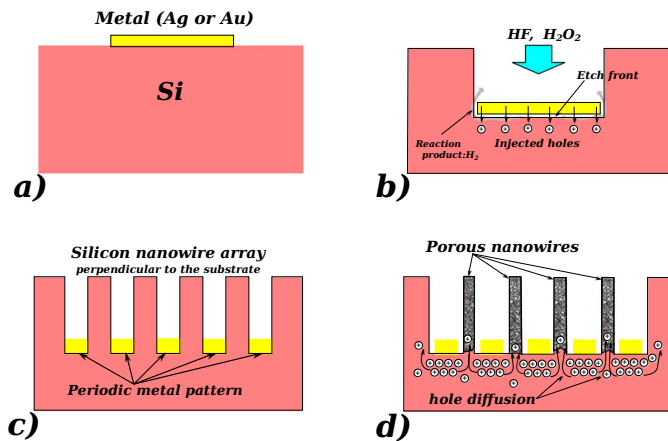 Metal (Ag or Au)
Si
a)
HF, H2O2
Etch front
Reaction
product:H2
Injected holes
b)
Silicon nanowire array
perpendicular to the substrate
Periodic metal pattern
c)
Porous nanowires
hole diffusion
d)